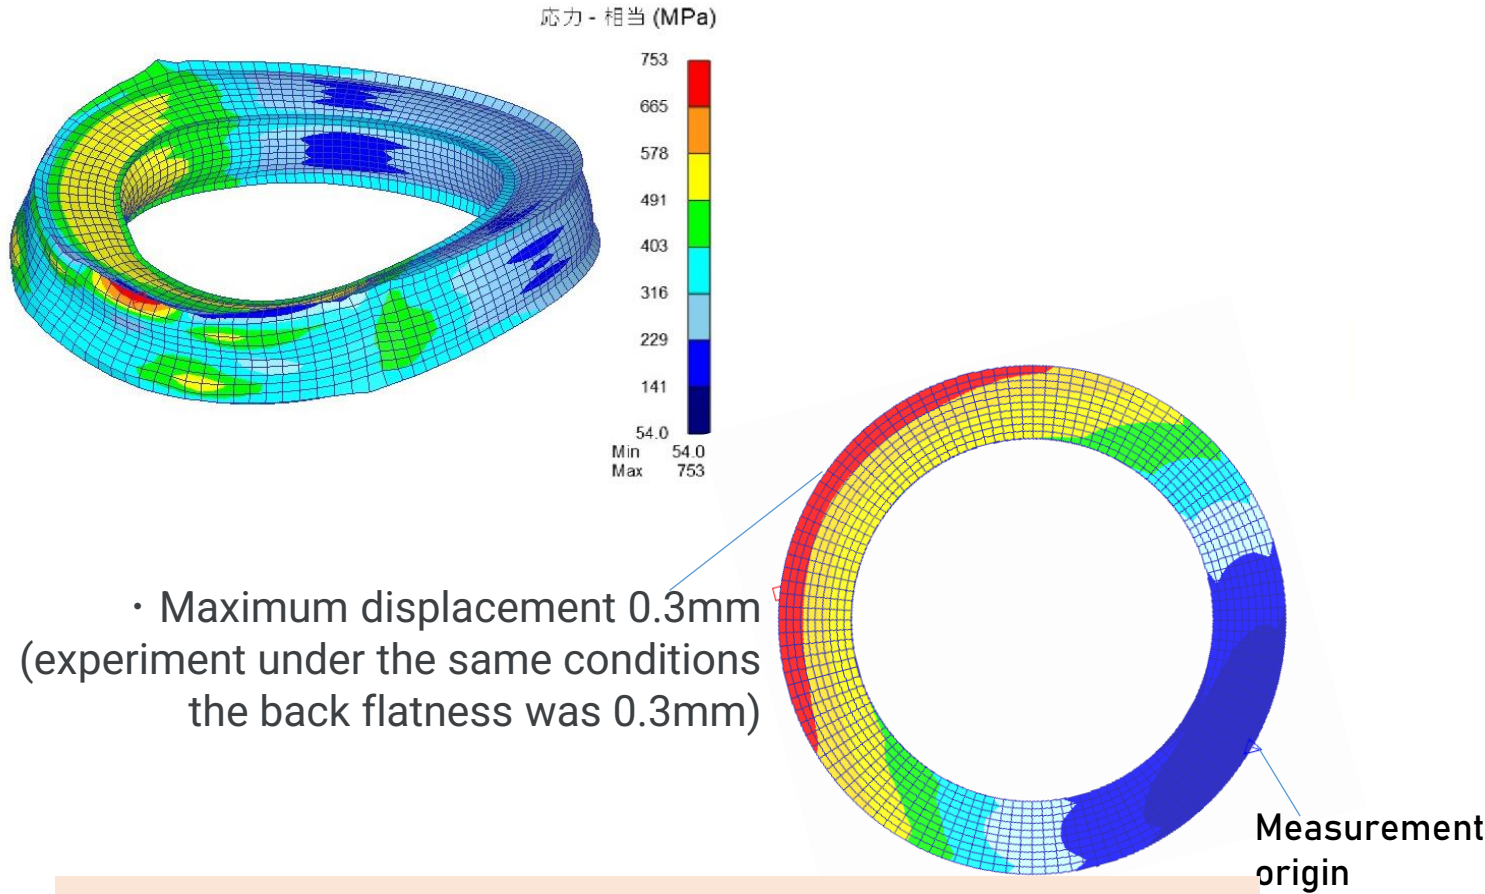 応力 - 相当 (MPa)
753
665
578
491
403
316
229
141
54.0
Min 54.0
Max 753
・Maximum displacement 0.3mm
(experiment under the same conditions
the back flatness was 0.3mm)
Measurement
origin